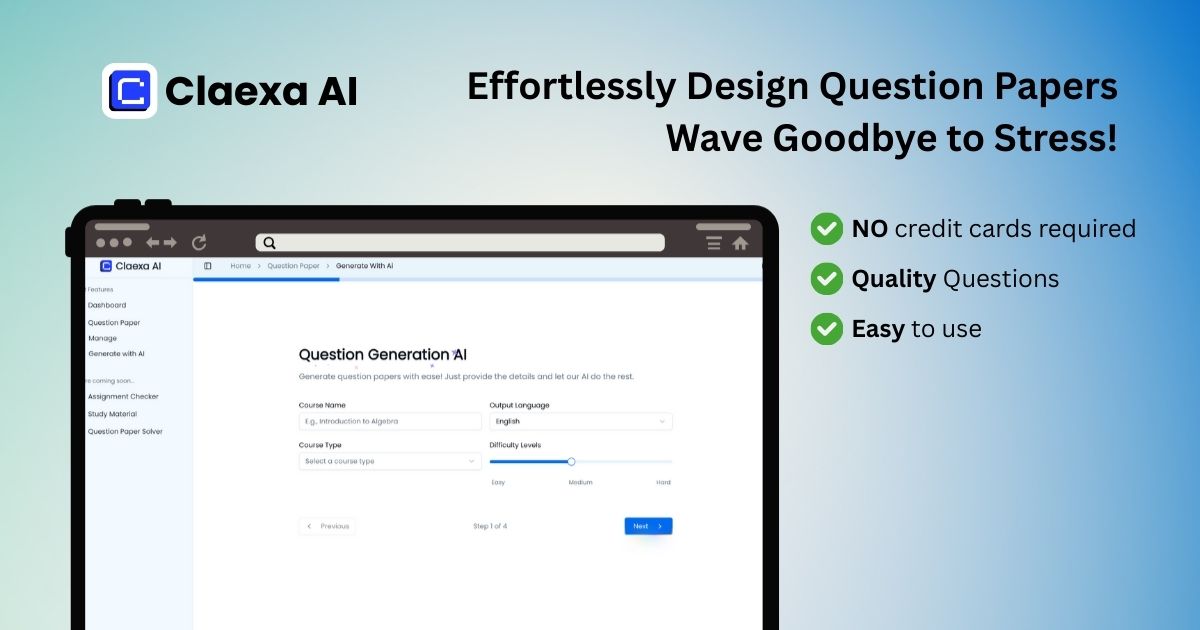 Claexa AI
Effortlessly Design Question Papers
Wave Goodbye to Stress!
NO credit cards required
Quality Questions
Easy to use
Claexa AI
Home > Question Paper > Generate With Ai
Features
Dashboard
Question Paper
Manage
Generate with AI
coming soon..
Assignment Checker
Study Material
Question Paper Solver
Question Generation AI
Generate question papers with ease! Just provide the details and let our AI do the rest.
Course Name
Output Language
E.g., Introduction to Algebra
English
Course Type
Difficulty Levels
Select a course type
Easy
Medium
Hard
Previous
Step 1 of 4
Next